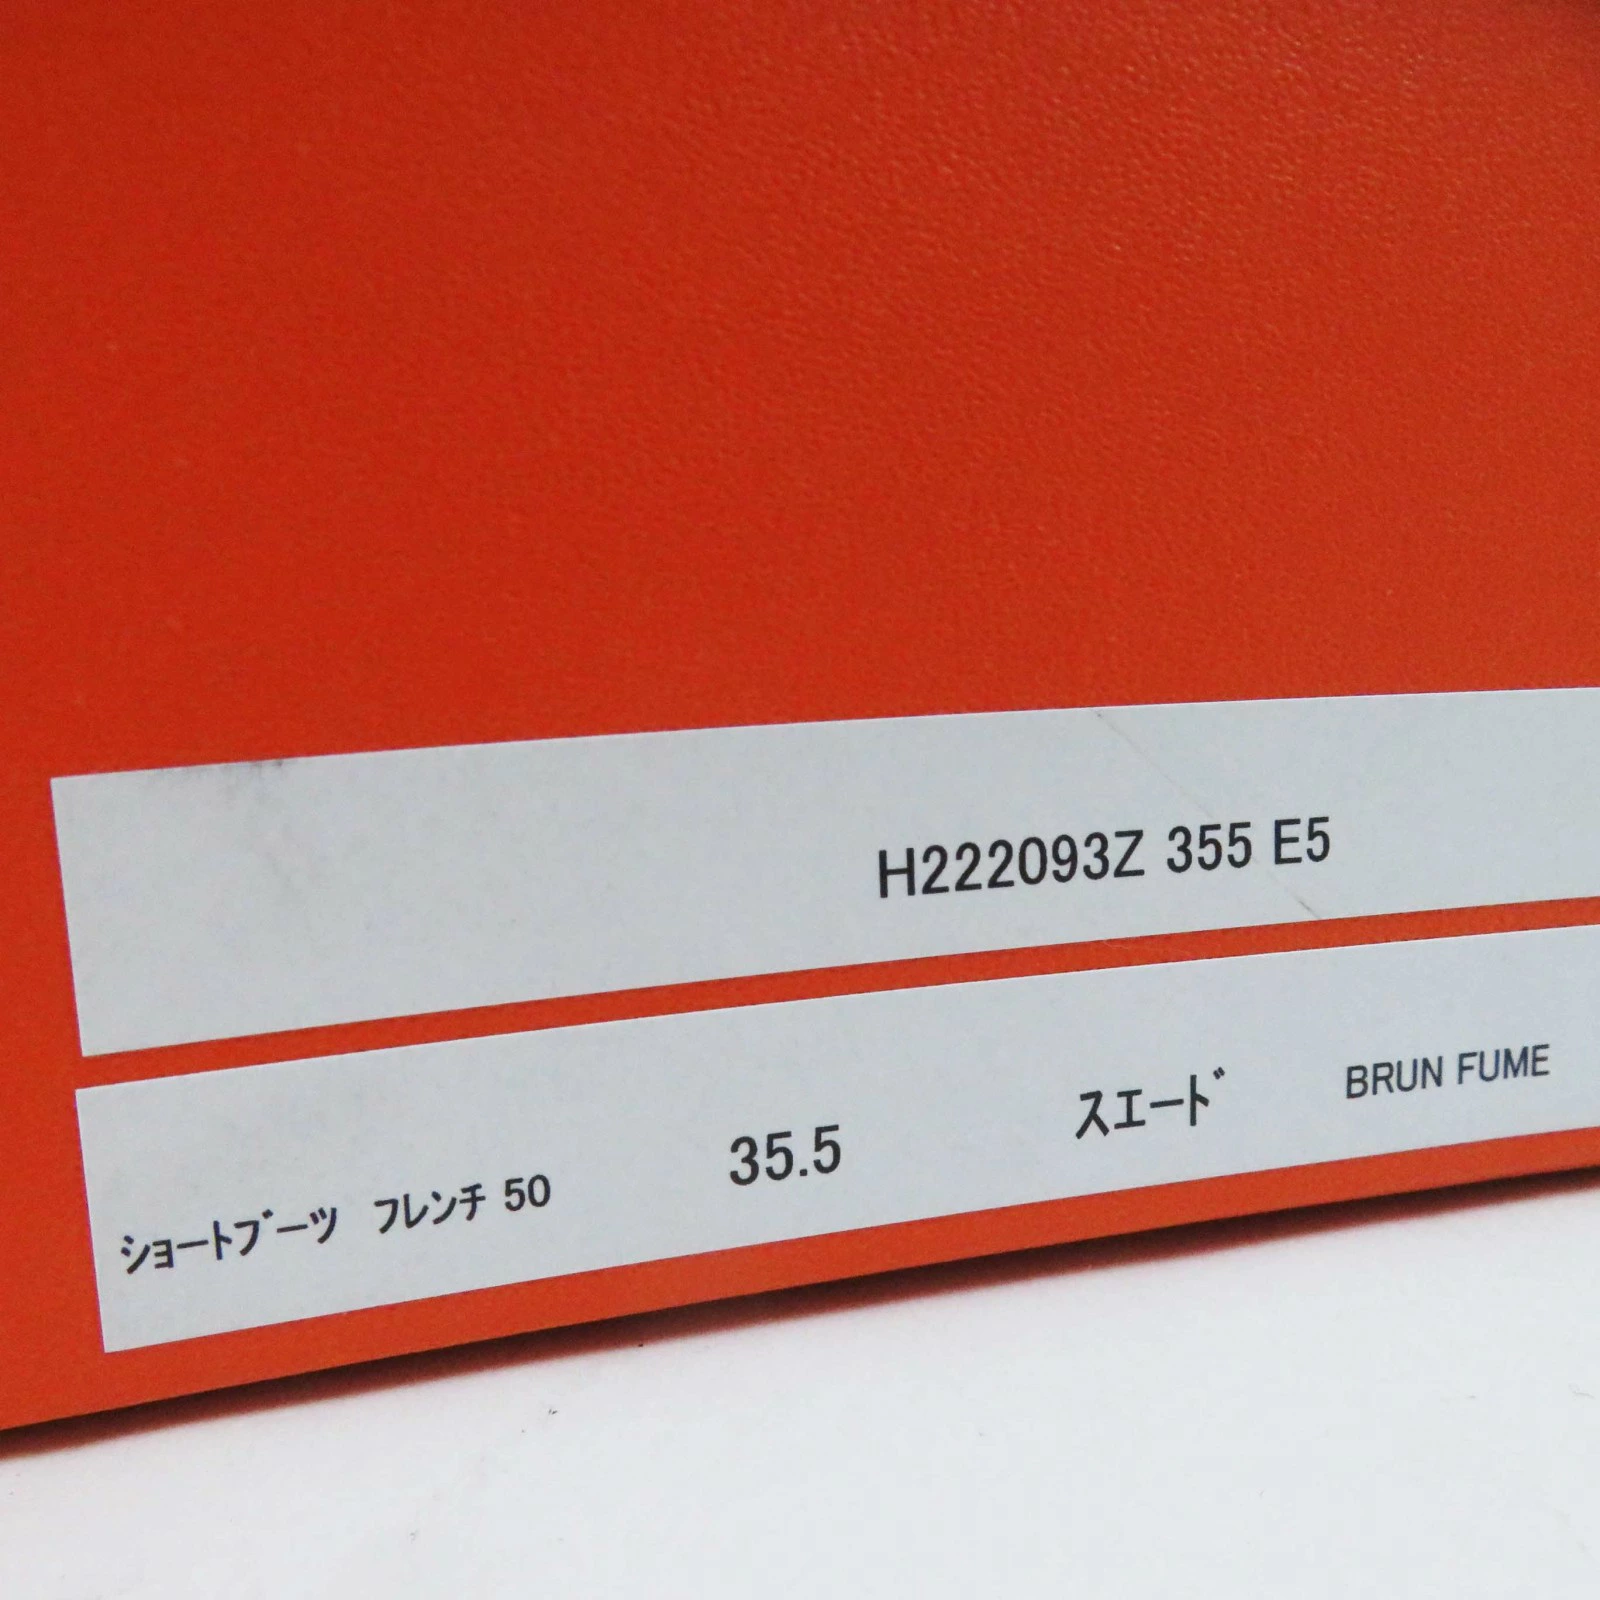 H222093Z 355 E5
ｼｮｰﾄﾌﾞｰﾂ ﾌﾚﾝﾁ 50 35.5 ｽｴｰﾄﾞ BRUN FUME